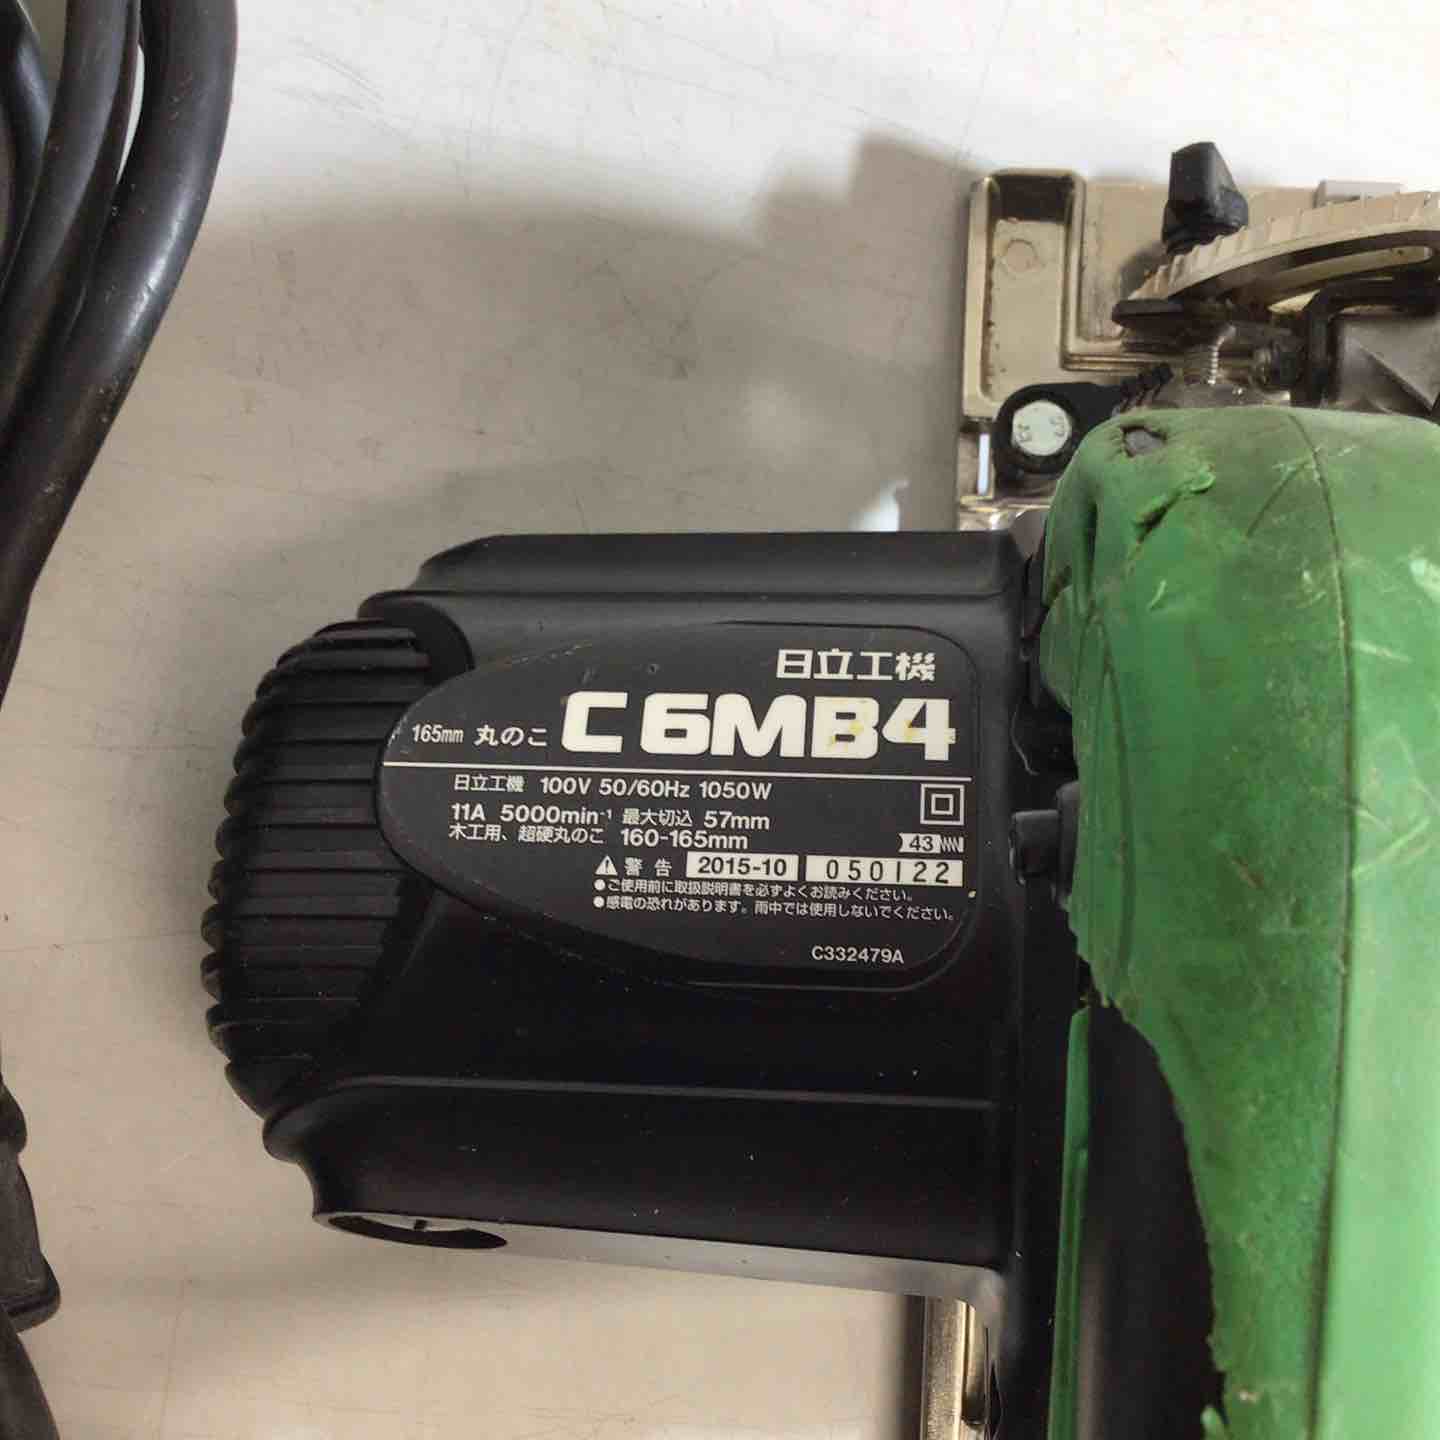 日立工機
165mm 丸のこ C6MB4
日立工機 100V 50/60Hz 1050W
11A 5000min⁻¹ 最大切込 57mm
木工用、超硬丸のこ 160-165mm
43
警告 2015-10 050122
●ご使用前に取扱説明書を必ずよくお読みください。
●感電の恐れがあります。雨中では使用しないでください。
C332479A